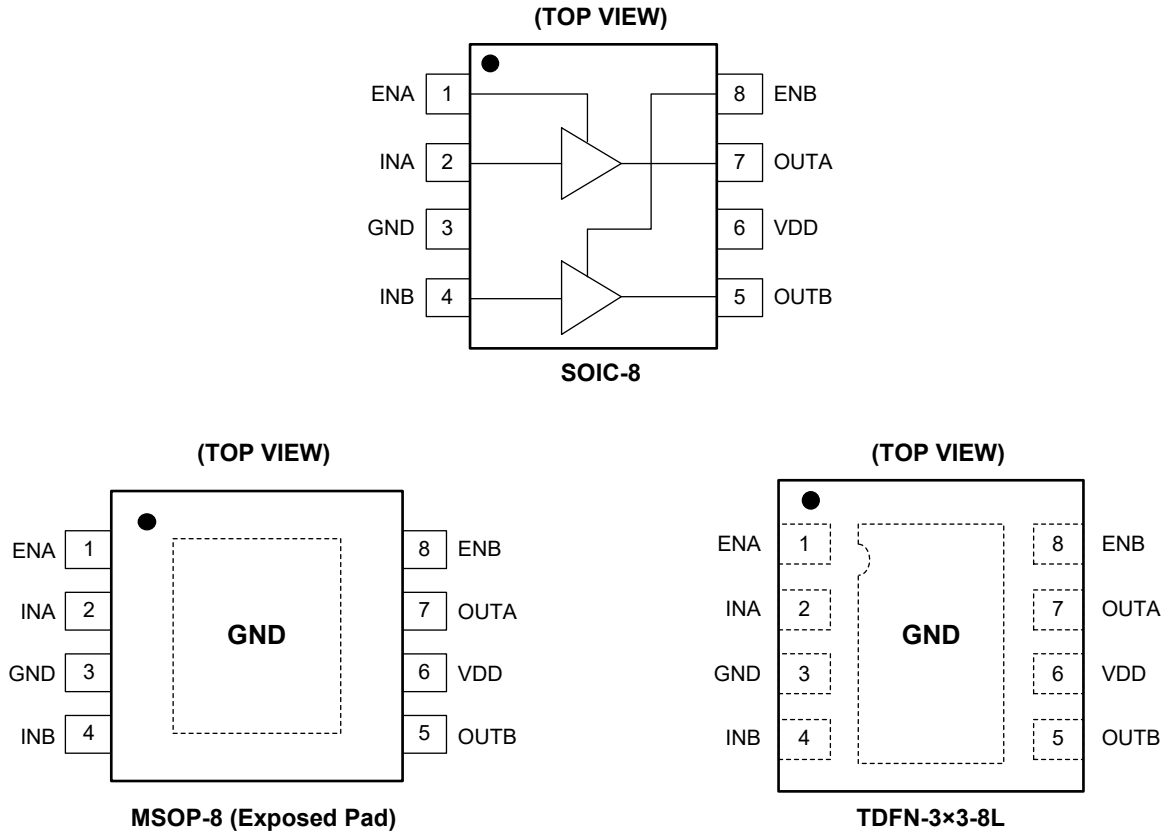 (TOP VIEW)
ENA 1 8 ENB
INA 2 7 OUTA
GND 3 6 VDD
INB 4 5 OUTB
SOIC-8
(TOP VIEW)
ENA 1 8 ENB
INA 2 7 OUTA
GND
GND 3 6 VDD
INB 4 5 OUTB
MSOP-8 (Exposed Pad)
(TOP VIEW)
ENA 1 8 ENB
INA 2 7 OUTA
GND
GND 3 6 VDD
INB 4 5 OUTB
TDFN-3×3-8L